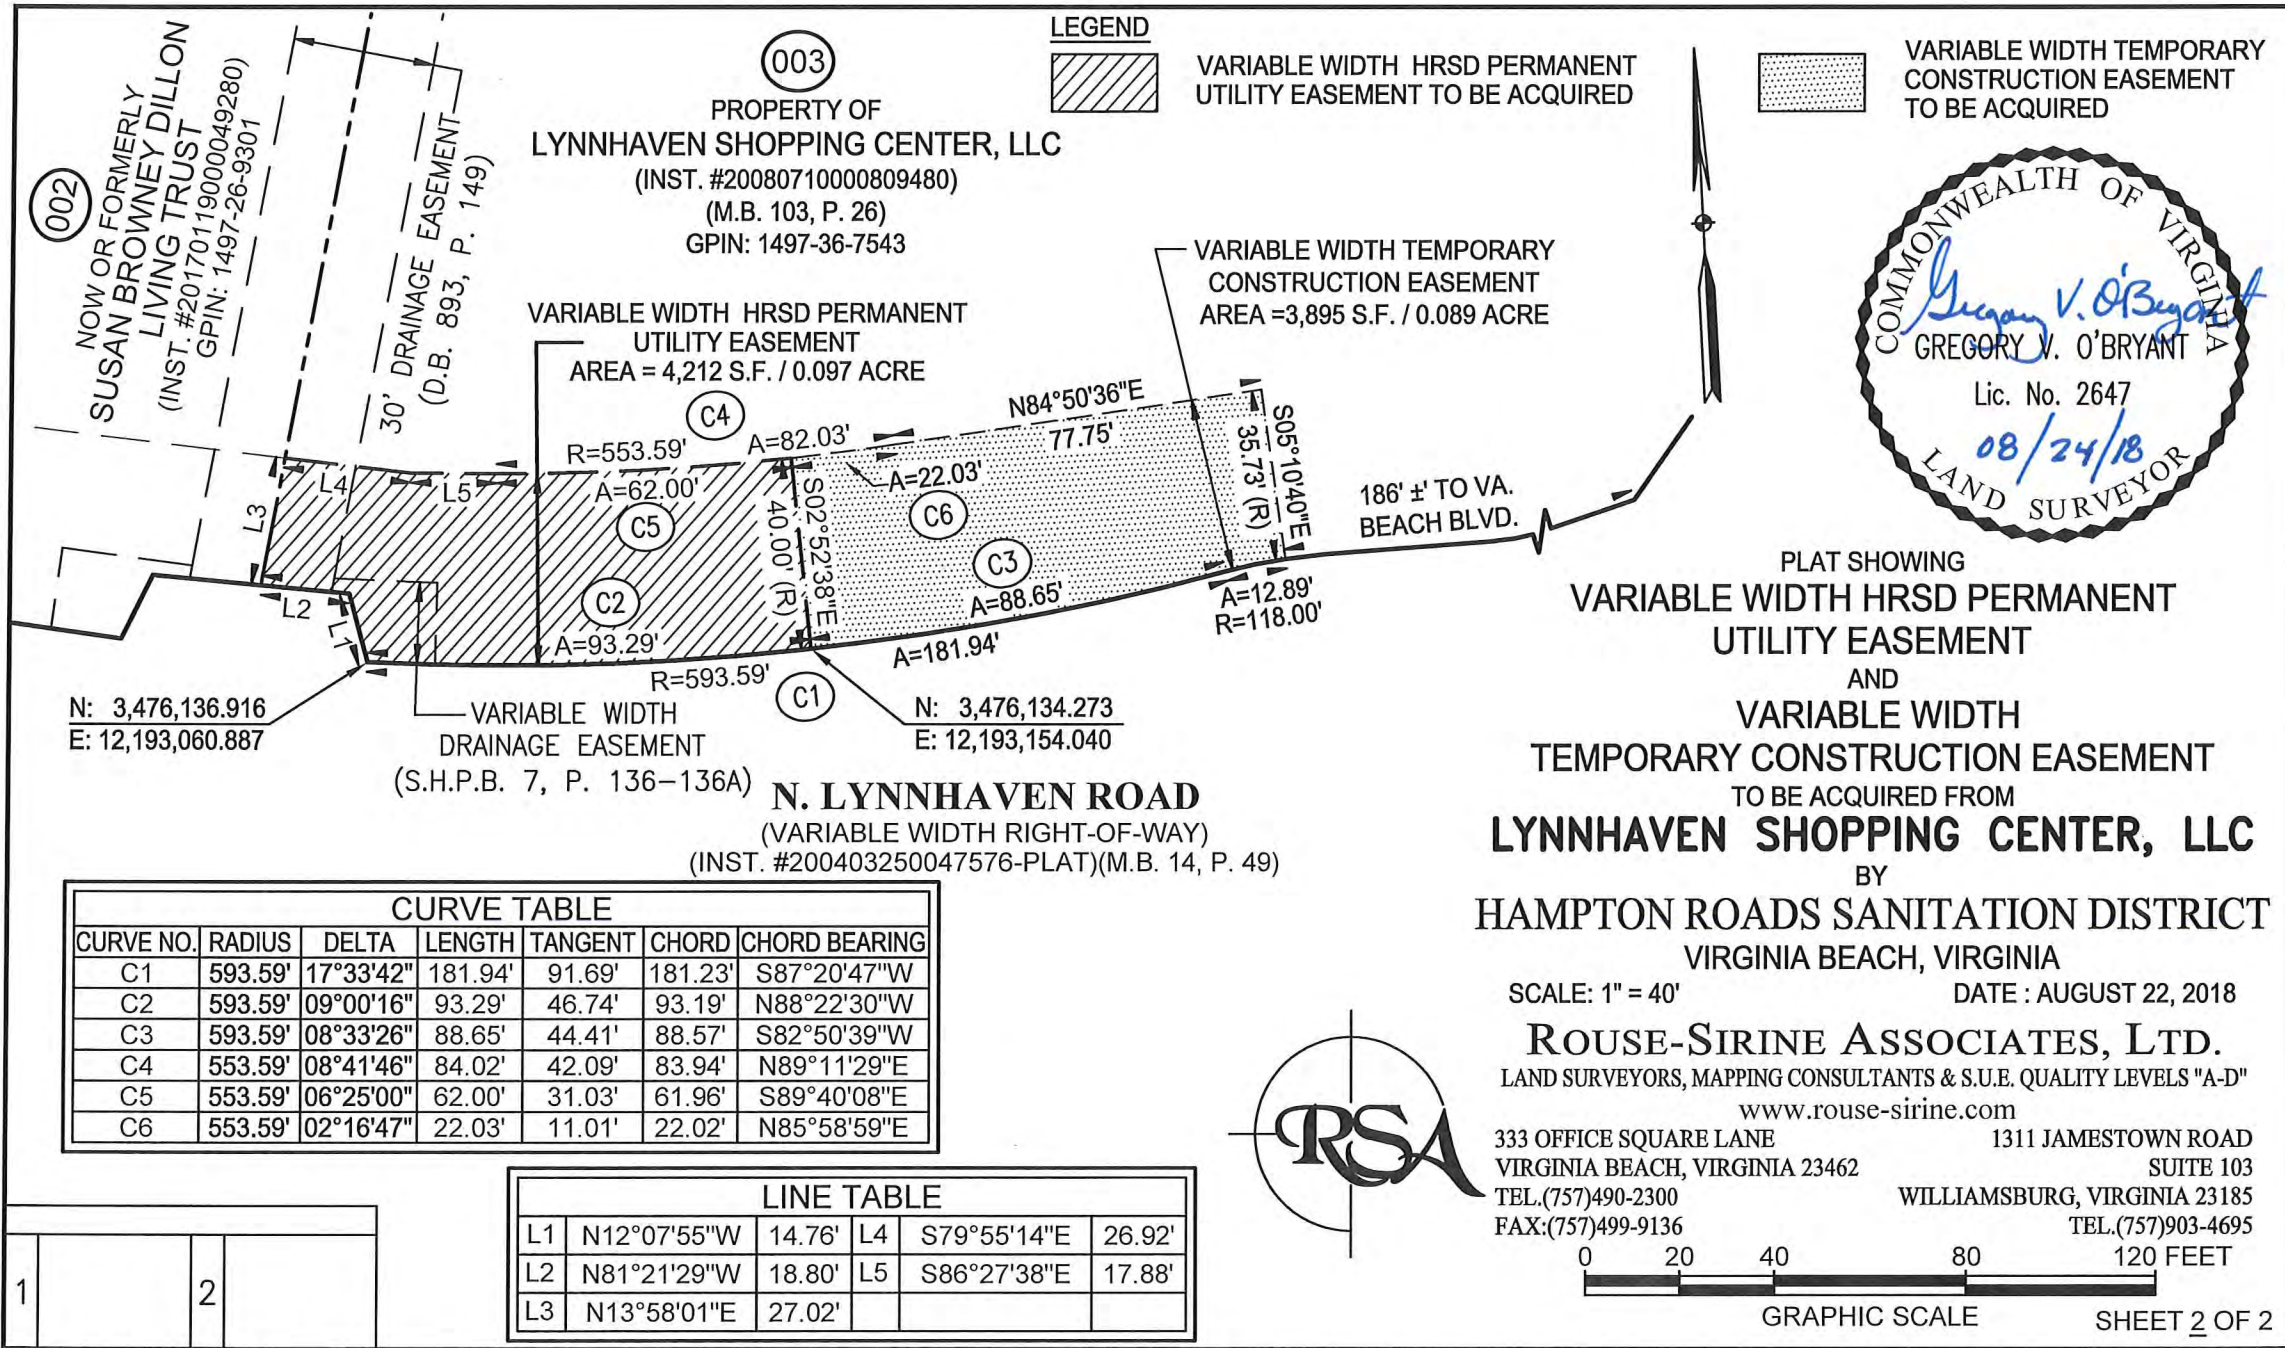 LEGEND
VARIABLE WIDTH HRSD PERMANENT
UTILITY EASEMENT TO BE ACQUIRED
VARIABLE WIDTH TEMPORARY
CONSTRUCTION EASEMENT
TO BE ACQUIRED
002
NOW OR FORMERLY
SUSAN BROWNEY DILLON
LIVING TRUST
(INST. #20170119000049280)
GPIN: 1497-26-9301
30' DRAINAGE EASEMENT
(D.B. 893, P. 149)
003
PROPERTY OF
LYNNHAVEN SHOPPING CENTER, LLC
(INST. #20080710000809480)
(M.B. 103, P. 26)
GPIN: 1497-36-7543
VARIABLE WIDTH HRSD PERMANENT
UTILITY EASEMENT
AREA = 4,212 S.F. / 0.097 ACRE
VARIABLE WIDTH TEMPORARY
CONSTRUCTION EASEMENT
AREA =3,895 S.F. / 0.089 ACRE
COMMONWEALTH OF VIRGINIA
Gregory V. O'Bryant
GREGORY V. O'BRYANT
Lic. No. 2647
08/24/18
LAND SURVEYOR
C4
R=553.59'
A=82.03'
N84°50'36"E
77.75'
S05°10'40"E
35.73' (R)
L4
L5
L3
A=62.00'
C5
S02°52'38"E
40.00' (R)
A=22.03'
C6
186' ±' TO VA.
BEACH BLVD.
C3
A=88.65'
A=12.89'
R=118.00'
L2
L1
C2
A=93.29'
A=181.94'
R=593.59'
C1
N: 3,476,136.916
E: 12,193,060.887
VARIABLE WIDTH
DRAINAGE EASEMENT
(S.H.P.B. 7, P. 136–136A)
N: 3,476,134.273
E: 12,193,154.040
N. LYNNHAVEN ROAD
(VARIABLE WIDTH RIGHT-OF-WAY)
(INST. #200403250047576-PLAT)(M.B. 14, P. 49)
PLAT SHOWING
VARIABLE WIDTH HRSD PERMANENT
UTILITY EASEMENT
AND
VARIABLE WIDTH
TEMPORARY CONSTRUCTION EASEMENT
TO BE ACQUIRED FROM
LYNNHAVEN SHOPPING CENTER, LLC
BY
HAMPTON ROADS SANITATION DISTRICT
VIRGINIA BEACH, VIRGINIA
SCALE: 1" = 40' DATE : AUGUST 22, 2018
ROUSE-SIRINE ASSOCIATES, LTD.
LAND SURVEYORS, MAPPING CONSULTANTS & S.U.E. QUALITY LEVELS "A-D"
www.rouse-sirine.com
333 OFFICE SQUARE LANE 1311 JAMESTOWN ROAD
VIRGINIA BEACH, VIRGINIA 23462 SUITE 103
TEL.(757)490-2300 WILLIAMSBURG, VIRGINIA 23185
FAX:(757)499-9136 TEL.(757)903-4695
RSA
0 20 40 80 120 FEET
GRAPHIC SCALE
SHEET 2 OF 2
CURVE TABLE
CURVE NO. RADIUS DELTA LENGTH TANGENT CHORD CHORD BEARING
C1 593.59' 17°33'42" 181.94' 91.69' 181.23' S87°20'47"W
C2 593.59' 09°00'16" 93.29' 46.74' 93.19' N88°22'30"W
C3 593.59' 08°33'26" 88.65' 44.41' 88.57' S82°50'39"W
C4 553.59' 08°41'46" 84.02' 42.09' 83.94' N89°11'29"E
C5 553.59' 06°25'00" 62.00' 31.03' 61.96' S89°40'08"E
C6 553.59' 02°16'47" 22.03' 11.01' 22.02' N85°58'59"E
LINE TABLE
L1 N12°07'55"W 14.76' L4 S79°55'14"E 26.92'
L2 N81°21'29"W 18.80' L5 S86°27'38"E 17.88'
L3 N13°58'01"E 27.02'
1 2